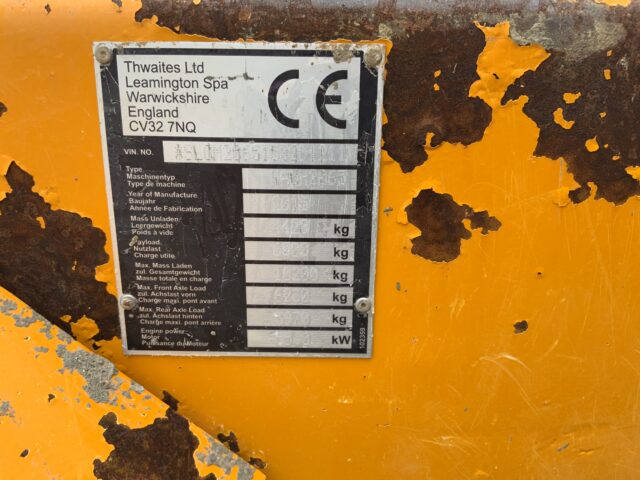 Thwaites Ltd
Leamington Spa
Warwickshire
England
CV32 7NQ
CE
VIN. NO.
Type
Maschinentyp
Type de machine
Year of Manufacture
Baujahr
Année de Fabrication
Mass Unladen
Leergewicht
Poids à vide
kg
Payload
Nutzlast
Charge utile
kg
Max. Mass Laden
zul. Gesamtgewicht
Masse totale en charge
kg
Max. Front Axle Load
zul. Achslast vorn
Charge maxi. pont avant
kg
Max. Rear Axle Load
zul. Achslast hinten
Charge maxi. pont arrière
kg
Engine power
Motor
Puissance du Moteur
kW
102359